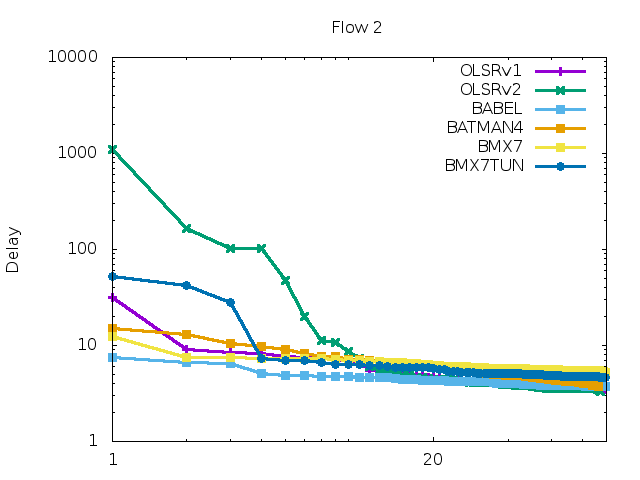 Flow 2
10000
1000
100
10
1
Delay
1
20
OLSRv1
OLSRv2
BABEL
BATMAN4
BMX7
BMX7TUN